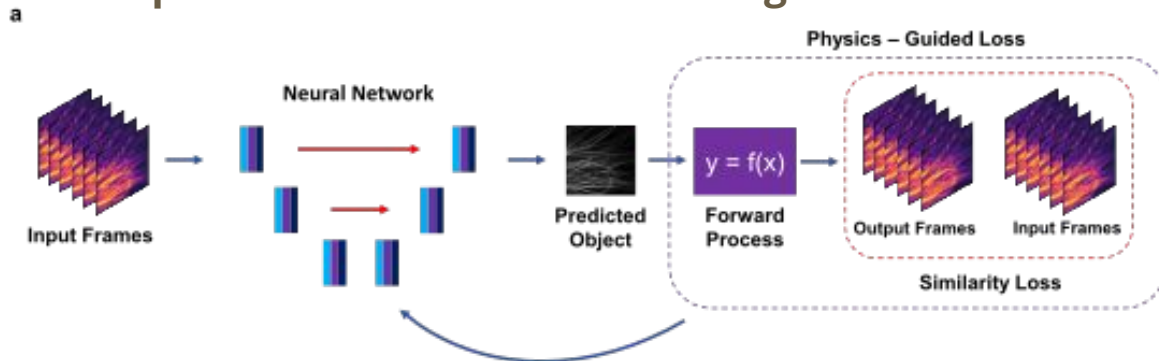 a
Physics – Guided Loss
Neural Network
y = f(x)
Input Frames
Predicted
Object
Forward
Process
Output Frames
Input Frames
Similarity Loss